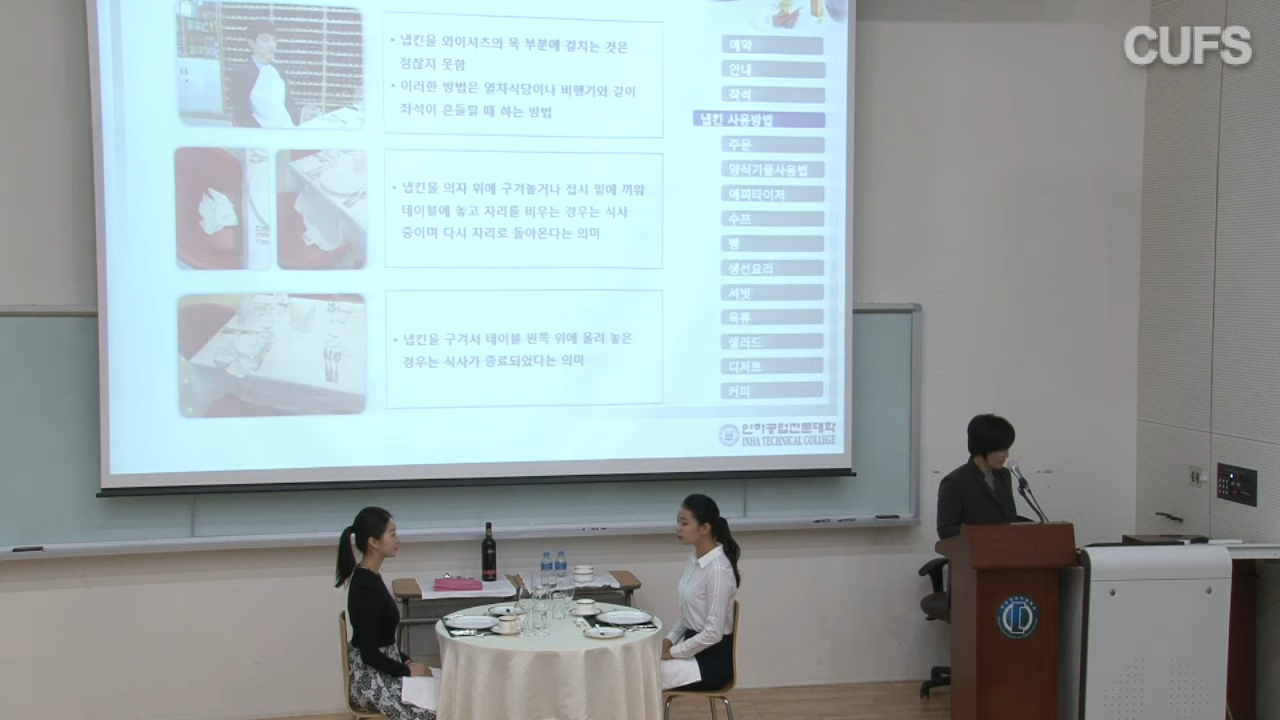 CUFS
• 냅킨을 와이셔츠의 목 부분에 걸치는 것은
점잖지 못함
• 이러한 방법은 열차식당이나 비행기와 같이
좌석이 흔들릴 때 하는 방법
• 냅킨을 의자 위에 구겨놓거나 접시 밑에 끼워
테이블에 놓고 자리를 비우는 경우는 식사
중이며 다시 자리로 돌아온다는 의미
• 냅킨을 구겨서 테이블 왼쪽 위에 올려 놓은
경우는 식사가 종료되었다는 의미
예약
안내
착석
냅킨 사용방법
주문
양식기물사용법
에피타이저
수프
빵
생선요리
셔벗
육류
샐러드
디저트
커피
인하공업전문대학
INHA TECHNICAL COLLEGE